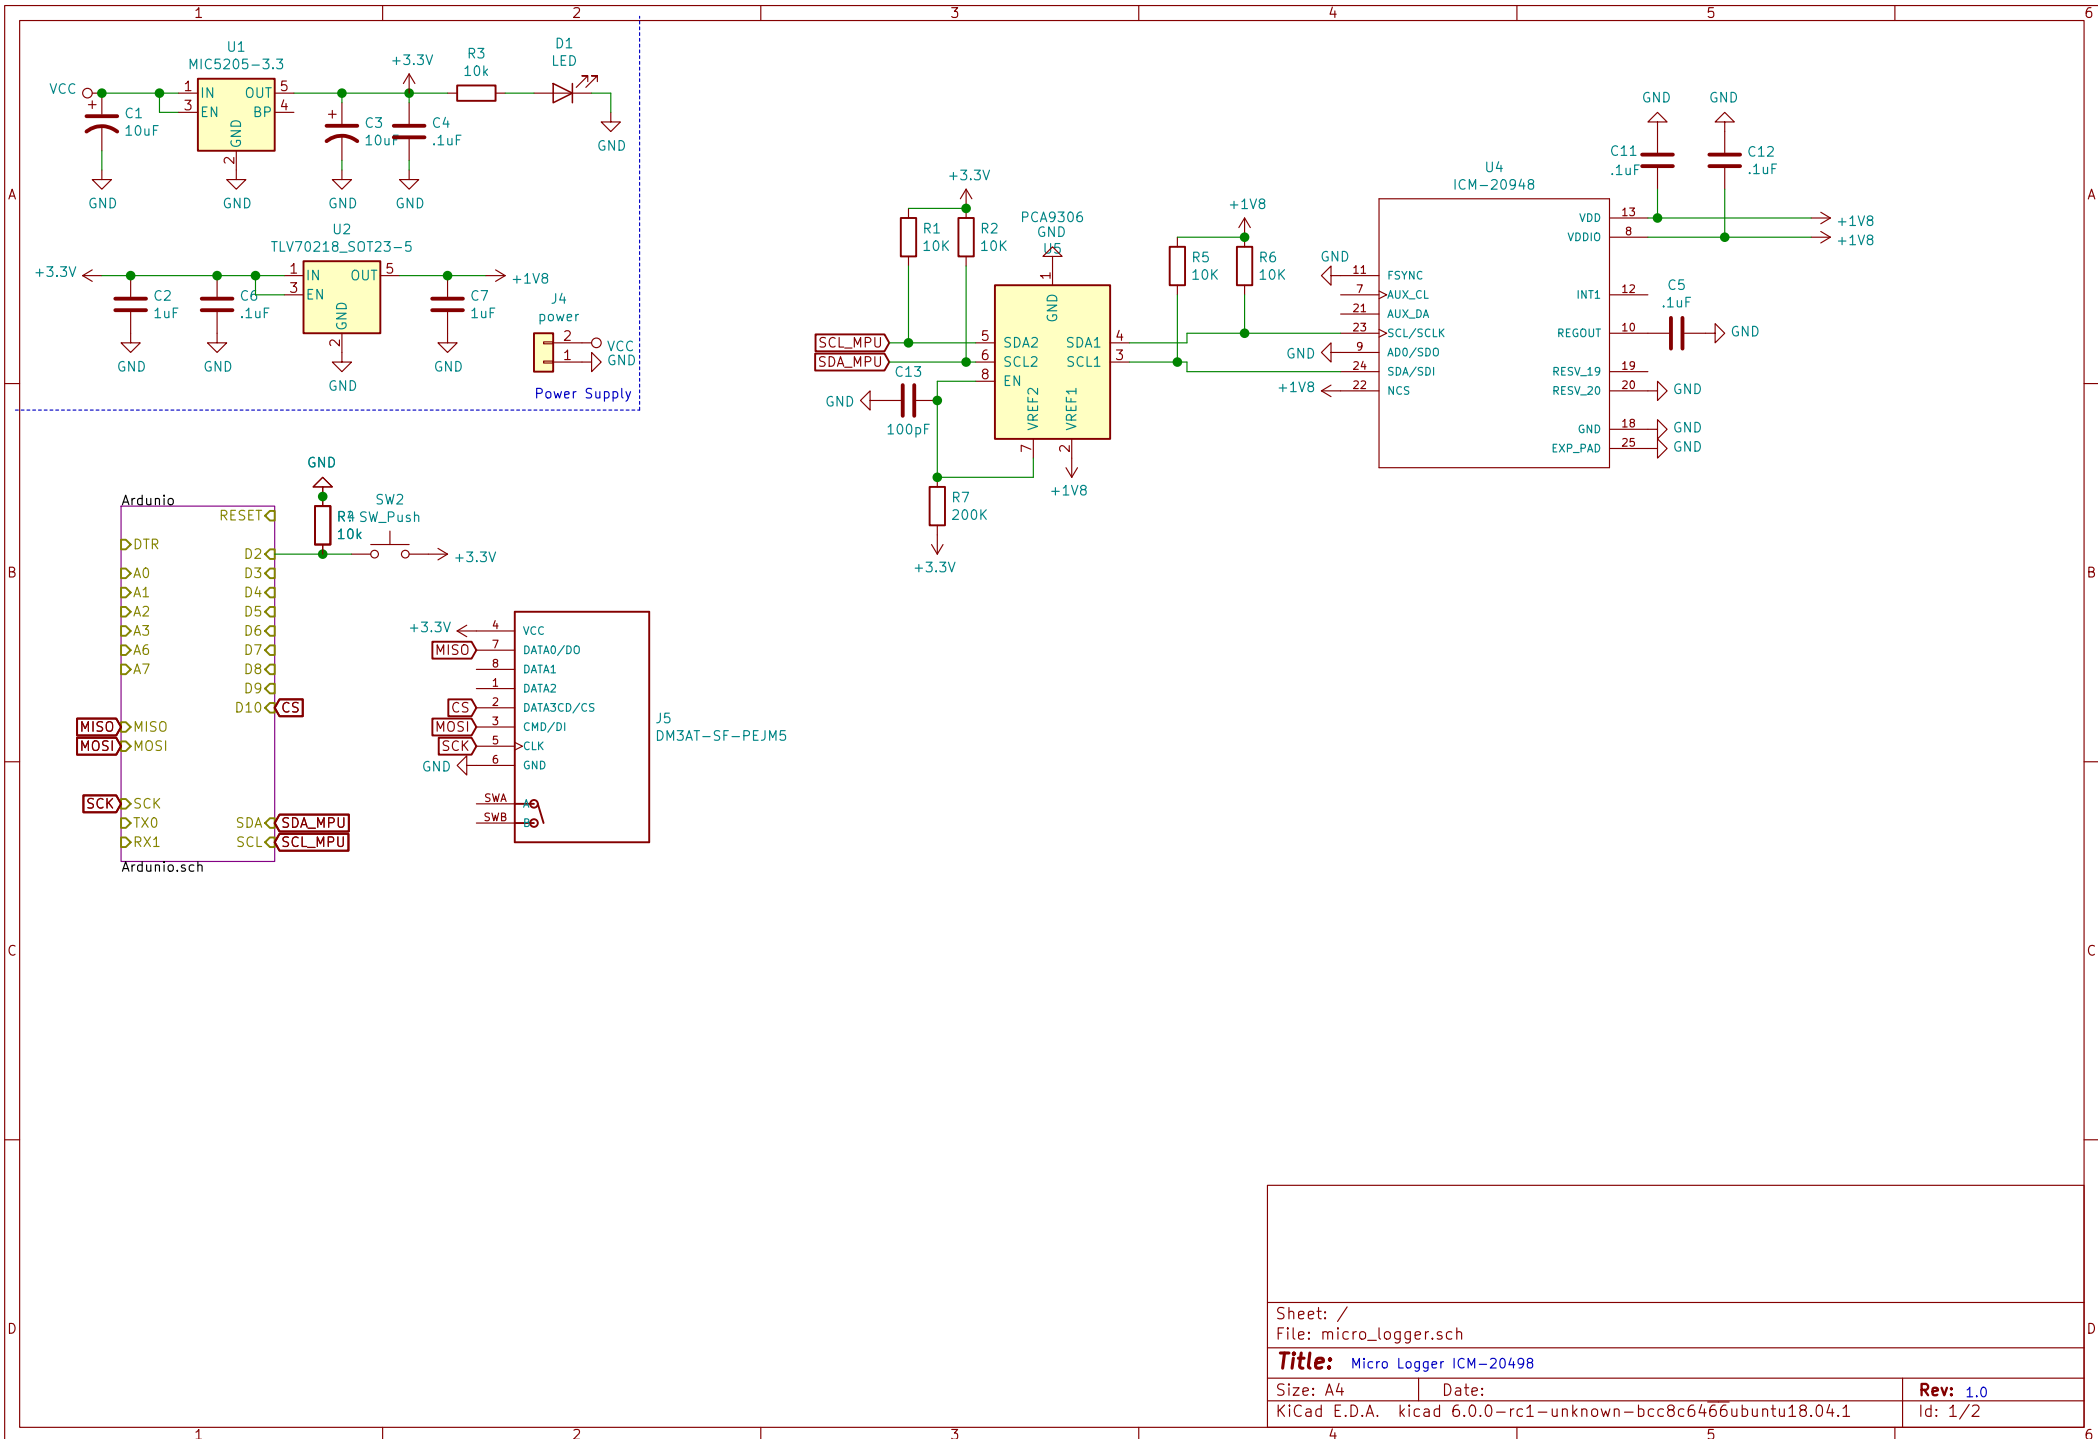 1 2 3 4 5 6
A
B
C
D
U1
MIC5205-3.3
VCC
1 IN
3 EN
OUT 5
BP 4
GND
2
C1
10uF
GND
GND
+
+
C3
10uF
GND
+3.3V
C4
.1uF
GND
R3
10k
D1
LED
GND
U2
TLV70218_SOT23-5
+3.3V
1 IN
3 EN
OUT 5
GND
2
C2
1uF
GND
C6
.1uF
GND
GND
C7
1uF
GND
+1V8
J4
power
2 VCC
1 GND
Power Supply
+3.3V
R1
10K
R2
10K
PCA9306
GND
U5
1
GND
SCL_MPU 5 SDA2
SDA_MPU 6 SCL2
8 EN
SDA1 4
SCL1 3
VREF2
VREF1
7
2
+1V8
C13
GND
100pF
R7
200K
+3.3V
+1V8
R5
10K
R6
10K
U4
ICM-20948
GND 11 FSYNC
7 AUX_CL
21 AUX_DA
23 SCL/SCLK
GND 9 AD0/SDO
24 SDA/SDI
+1V8 22 NCS
VDD 13 +1V8
VDDIO 8 +1V8
INT1 12
REGOUT 10
RESV_19 19
RESV_20 20 GND
GND 18 GND
EXP_PAD 25 GND
GND
C11
.1uF
GND
C12
.1uF
C5
.1uF
GND
Ardunio
RESET
DTR
D2
A0 D3
A1 D4
A2 D5
A3 D6
A6 D7
A7 D8
D9
D10 CS
MISO MISO
MOSI MOSI
SCK SCK
TX0 SDA SDA_MPU
RX1 SCL SCL_MPU
Ardunio.sch
GND
10k
SW2
SW_Push
+3.3V
+3.3V 4 VCC
MISO 7 DATA0/DO
8 DATA1
1 DATA2
CS 2 DATA3CD/CS
MOSI 3 CMD/DI
SCK 5 CLK
GND 6 GND
SWA A
SWB B
J5
DM3AT-SF-PEJM5
Sheet: /
File: micro_logger.sch
Title: Micro Logger ICM-20498
Size: A4 Date: Rev: 1.0
KiCad E.D.A. kicad 6.0.0-rc1-unknown-bcc8c6466ubuntu18.04.1 Id: 1/2
A
B
C
D
1 2 3 4 5 6